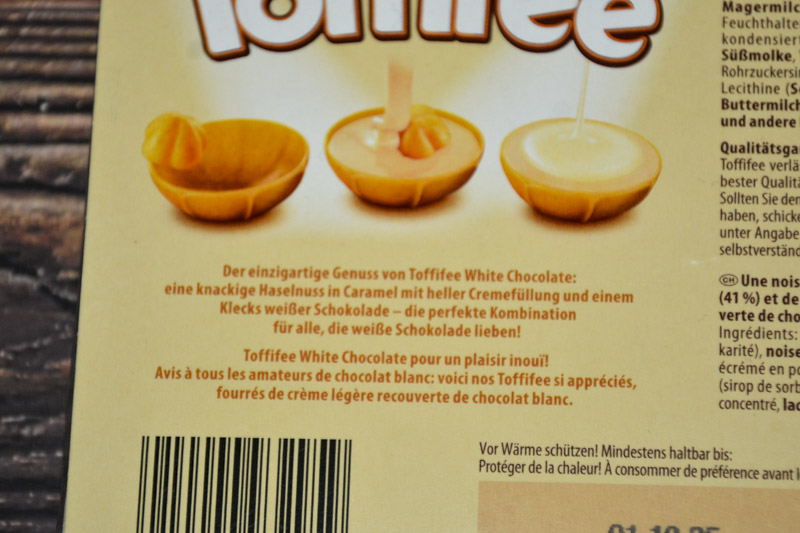 Toffifee
Der einzigartige Genuss von Toffifee White Chocolate:
eine knackige Haselnuss in Caramel mit heller Cremefüllung und einem
Klecks weißer Schokolade – die perfekte Kombination
für alle, die weiße Schokolade lieben!
Toffifee White Chocolate pour un plaisir inouï!
Avis à tous les amateurs de chocolat blanc: voici nos Toffifee si appréciés,
fourrés de crème légère recouverte de chocolat blanc.
Vor Wärme schützen! Mindestens haltbar bis:
Protéger de la chaleur! À consommer de préférence avant
Magermilc
Feuchthalte
kondensier
Süßmolke,
Rohrzuckersi
Lecithine (S
Buttermilch
und andere
Qualitätsga
Toffifee verlä
bester Qualitä
Sollten Sie den
haben, schicke
unter Angabe
selbstverständ
CH Une nois
(41 %) et de
verte de cho
Ingrédients:
karité), noise
écrémé en po
(sirop de sorb
concentré, lac